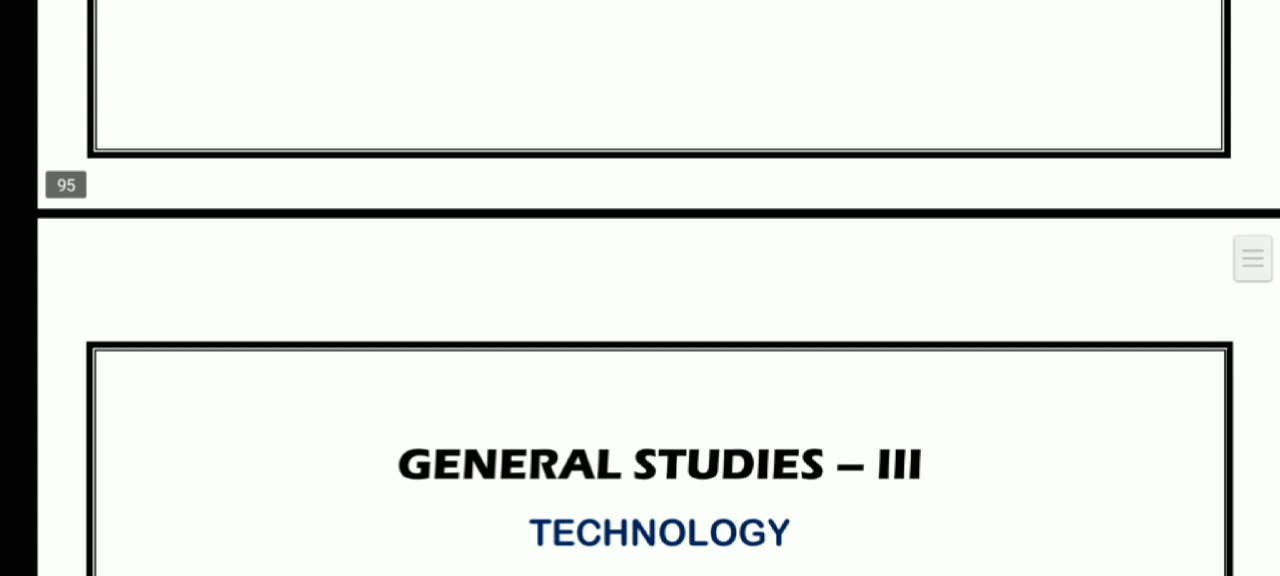 95
GENERAL STUDIES – III
TECHNOLOGY